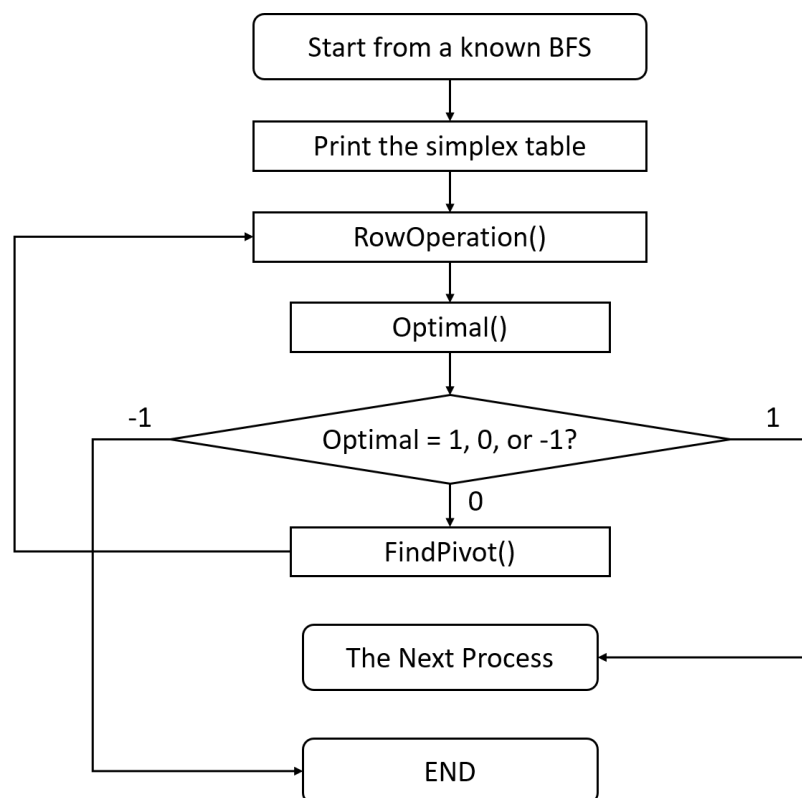 Start from a known BFS
Print the simplex table
RowOperation()
Optimal()
-1
1
Optimal = 1, 0, or -1?
0
FindPivot()
The Next Process
END